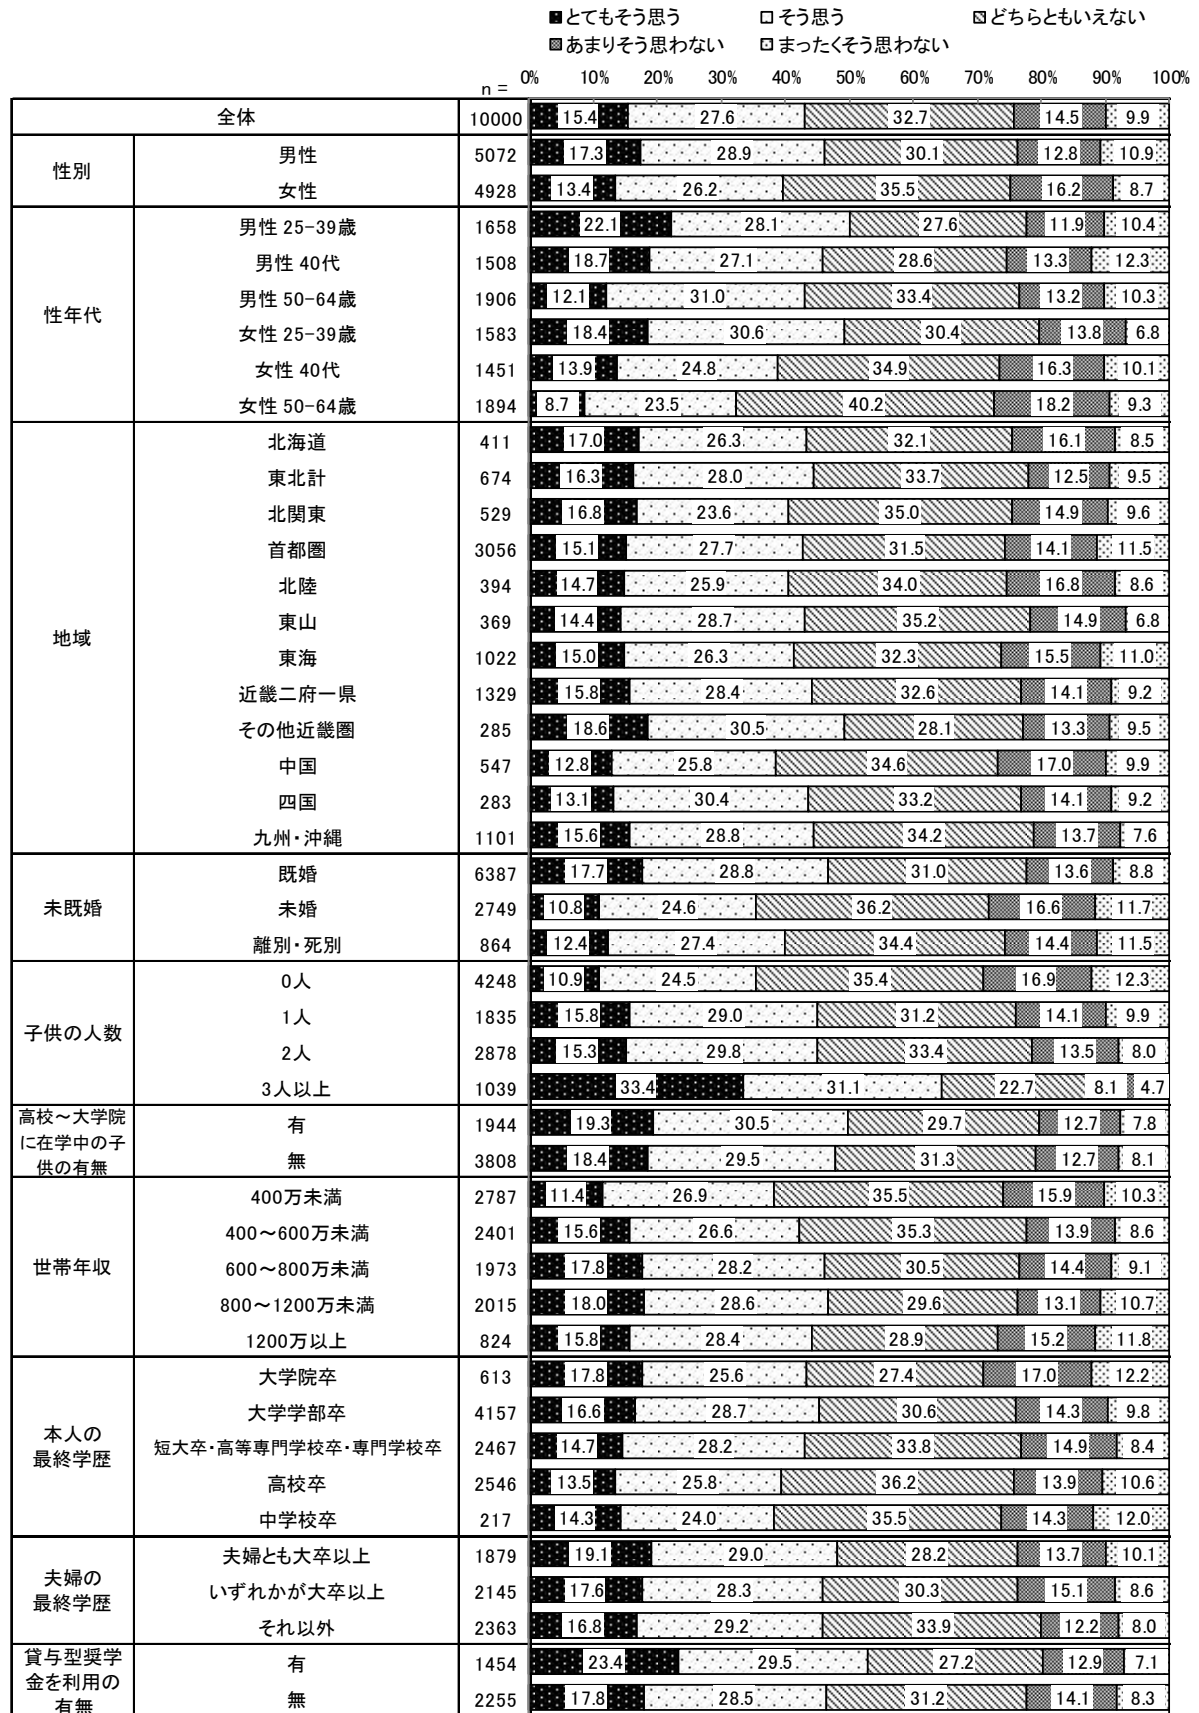 とてもそう思う そう思う どちらともいえない
あまりそう思わない まったくそう思わない
n = 0% 10% 20% 30% 40% 50% 60% 70% 80% 90% 100%
全体 10000 15.4 27.6 32.7 14.5 9.9
性別
男性 5072 17.3 28.9 30.1 12.8 10.9
女性 4928 13.4 26.2 35.5 16.2 8.7
性年代
男性 25-39歳 1658 22.1 28.1 27.6 11.9 10.4
男性 40代 1508 18.7 27.1 28.6 13.3 12.3
男性 50-64歳 1906 12.1 31.0 33.4 13.2 10.3
女性 25-39歳 1583 18.4 30.6 30.4 13.8 6.8
女性 40代 1451 13.9 24.8 34.9 16.3 10.1
女性 50-64歳 1894 8.7 23.5 40.2 18.2 9.3
地域
北海道 411 17.0 26.3 32.1 16.1 8.5
東北計 674 16.3 28.0 33.7 12.5 9.5
北関東 529 16.8 23.6 35.0 14.9 9.6
首都圏 3056 15.1 27.7 31.5 14.1 11.5
北陸 394 14.7 25.9 34.0 16.8 8.6
東山 369 14.4 28.7 35.2 14.9 6.8
東海 1022 15.0 26.3 32.3 15.5 11.0
近畿二府一県 1329 15.8 28.4 32.6 14.1 9.2
その他近畿圏 285 18.6 30.5 28.1 13.3 9.5
中国 547 12.8 25.8 34.6 17.0 9.9
四国 283 13.1 30.4 33.2 14.1 9.2
九州・沖縄 1101 15.6 28.8 34.2 13.7 7.6
未既婚
既婚 6387 17.7 28.8 31.0 13.6 8.8
未婚 2749 10.8 24.6 36.2 16.6 11.7
離別・死別 864 12.4 27.4 34.4 14.4 11.5
子供の人数
0人 4248 10.9 24.5 35.4 16.9 12.3
1人 1835 15.8 29.0 31.2 14.1 9.9
2人 2878 15.3 29.8 33.4 13.5 8.0
3人以上 1039 33.4 31.1 22.7 8.1 4.7
高校～大学院
に在学中の子
供の有無
有 1944 19.3 30.5 29.7 12.7 7.8
無 3808 18.4 29.5 31.3 12.7 8.1
世帯年収
400万未満 2787 11.4 26.9 35.5 15.9 10.3
400～600万未満 2401 15.6 26.6 35.3 13.9 8.6
600～800万未満 1973 17.8 28.2 30.5 14.4 9.1
800～1200万未満 2015 18.0 28.6 29.6 13.1 10.7
1200万以上 824 15.8 28.4 28.9 15.2 11.8
本人の
最終学歴
大学院卒 613 17.8 25.6 27.4 17.0 12.2
大学学部卒 4157 16.6 28.7 30.6 14.3 9.8
短大卒・高等専門学校卒・専門学校卒 2467 14.7 28.2 33.8 14.9 8.4
高校卒 2546 13.5 25.8 36.2 13.9 10.6
中学校卒 217 14.3 24.0 35.5 14.3 12.0
夫婦の
最終学歴
夫婦とも大卒以上 1879 19.1 29.0 28.2 13.7 10.1
いずれかが大卒以上 2145 17.6 28.3 30.3 15.1 8.6
それ以外 2363 16.8 29.2 33.9 12.2 8.0
貸与型奨学
金を利用の
有無
有 1454 23.4 29.5 27.2 12.9 7.1
無 2255 17.8 28.5 31.2 14.1 8.3